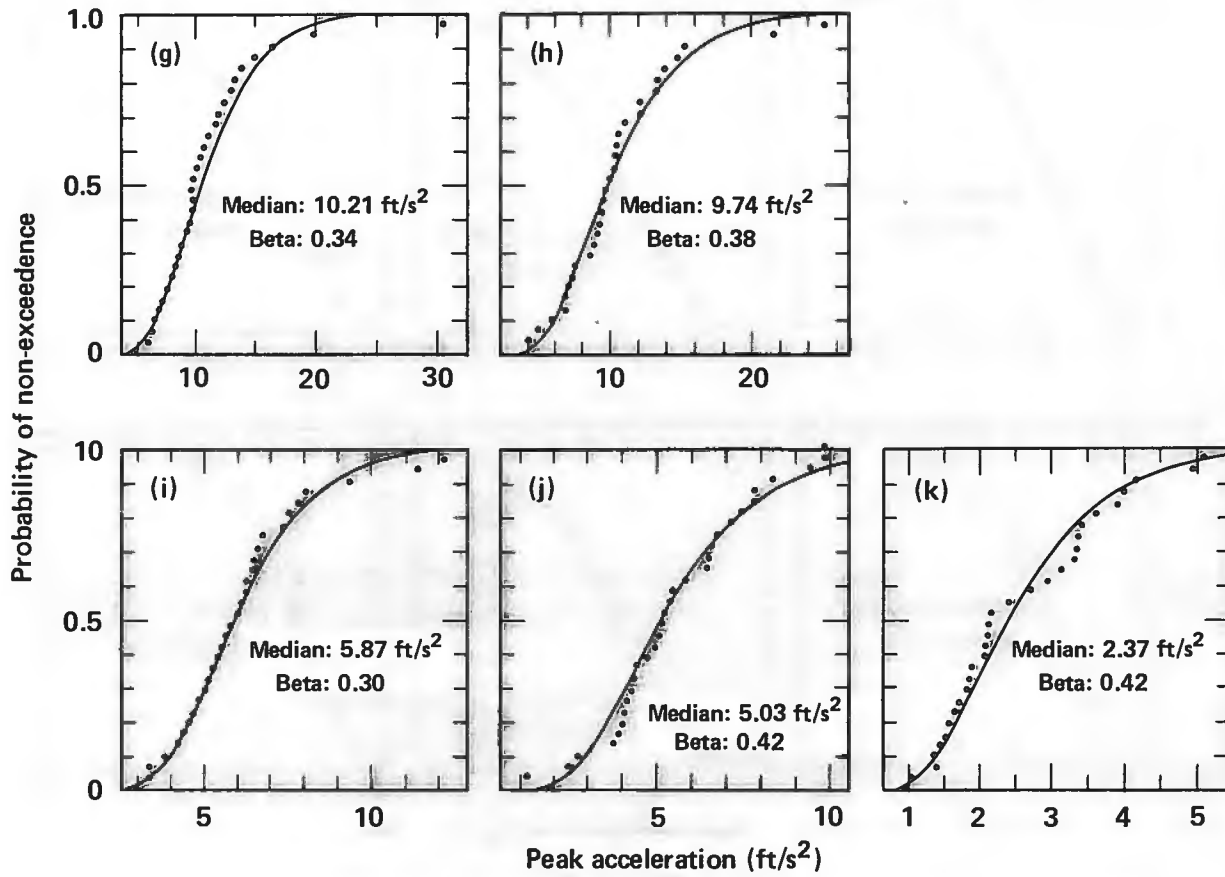 Probability of non-exceedence
1.0
0.5
0
(g)
Median: 10.21 ft/s²
Beta: 0.34
10 20 30
(h)
Median: 9.74 ft/s²
Beta: 0.38
10 20
10
0.5
0
(i)
Median: 5.87 ft/s²
Beta: 0.30
5 10
(j)
Median: 5.03 ft/s²
Beta: 0.42
5 10
(k)
Median: 2.37 ft/s²
Beta: 0.42
1 2 3 4 5
Peak acceleration (ft/s²)